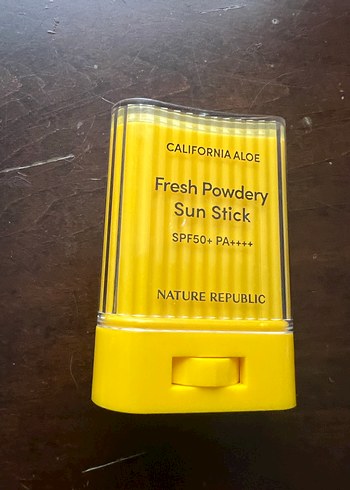 CALIFORNIA ALOE
Fresh Powdery
Sun Stick
SPF50+ PA++++
NATURE REPUBLIC